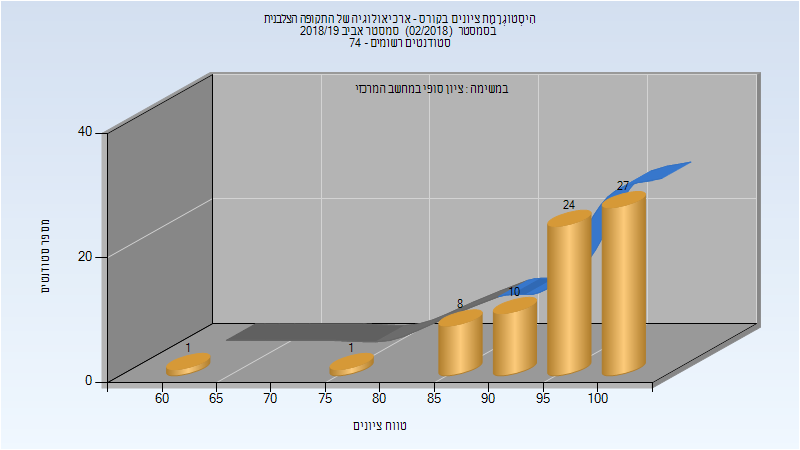 הִיסְטוֹגְרַמַת ציונים בקורס - ארכיאולוגיה של התקופה הצלבנית
בסמסטר (02/2018) סמסטר אביב 2018/19
סטודנטים רשומים - 74
במשימה : ציון סופי במחשב המרכזי
40
20
0
מספר סטודנטים
1
1
8
10
24
27
60 65 70 75 80 85 90 95 100
טווח ציונים